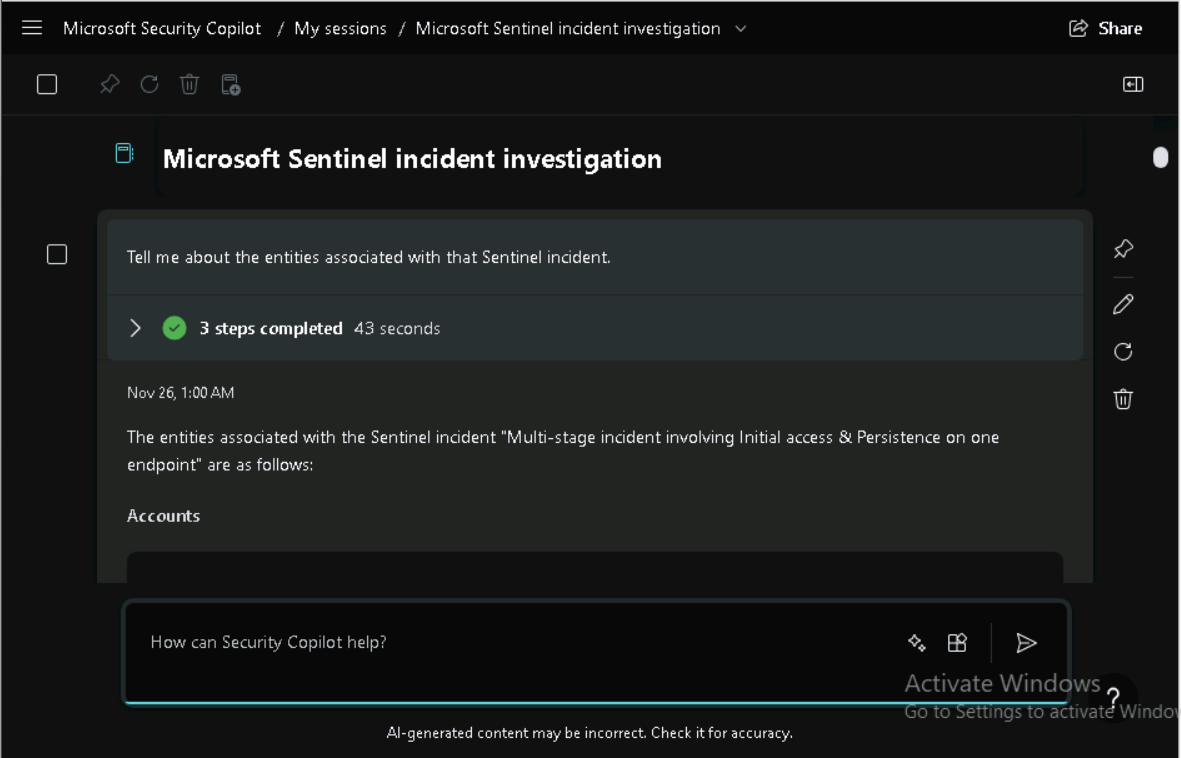 Microsoft Security Copilot / My sessions / Microsoft Sentinel incident investigation
Share
Microsoft Sentinel incident investigation
Tell me about the entities associated with that Sentinel incident.
3 steps completed 43 seconds
Nov 26, 1:00 AM
The entities associated with the Sentinel incident "Multi-stage incident involving Initial access & Persistence on one
endpoint" are as follows:
Accounts
How can Security Copilot help?
Activate Windows
?
Go to Settings to activate Window
AI-generated content may be incorrect. Check it for accuracy.